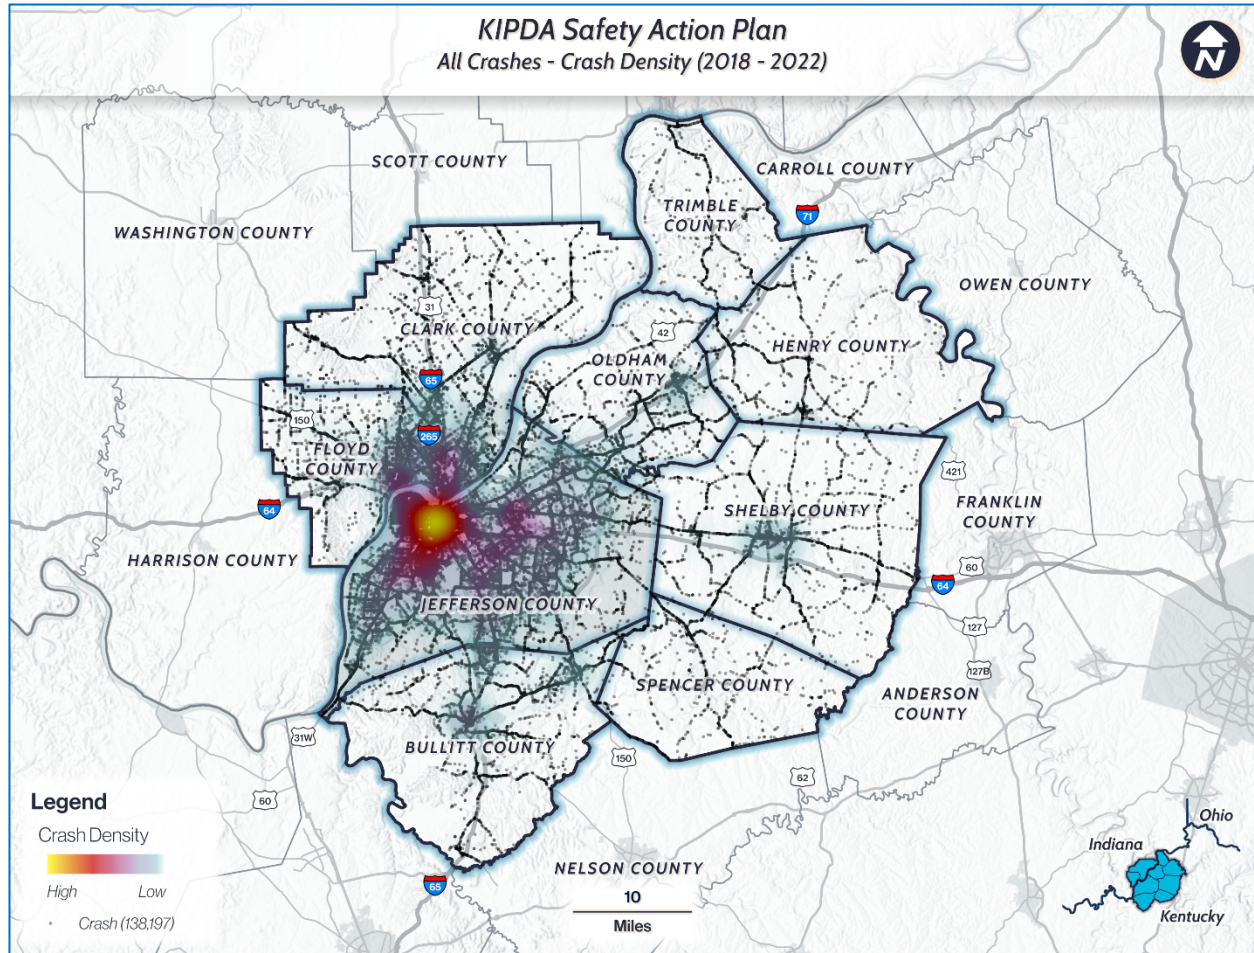 KIPDA Safety Action Plan
All Crashes - Crash Density (2018 - 2022)
N
SCOTT COUNTY
CARROLL COUNTY
TRIMBLE
COUNTY
71
WASHINGTON COUNTY
OWEN COUNTY
31
CLARK COUNTY
42
OLDHAM
COUNTY
HENRY COUNTY
65
150
265
FLOYD
COUNTY
421
64
SHELBY COUNTY
FRANKLIN
COUNTY
HARRISON COUNTY
60
64
JEFFERSON COUNTY
127
127B
SPENCER COUNTY
ANDERSON
COUNTY
31W
BULLITT COUNTY
150
62
60
NELSON COUNTY
65
10
Miles
Legend
Crash Density
High
Low
Crash (138,197)
Ohio
Indiana
Kentucky